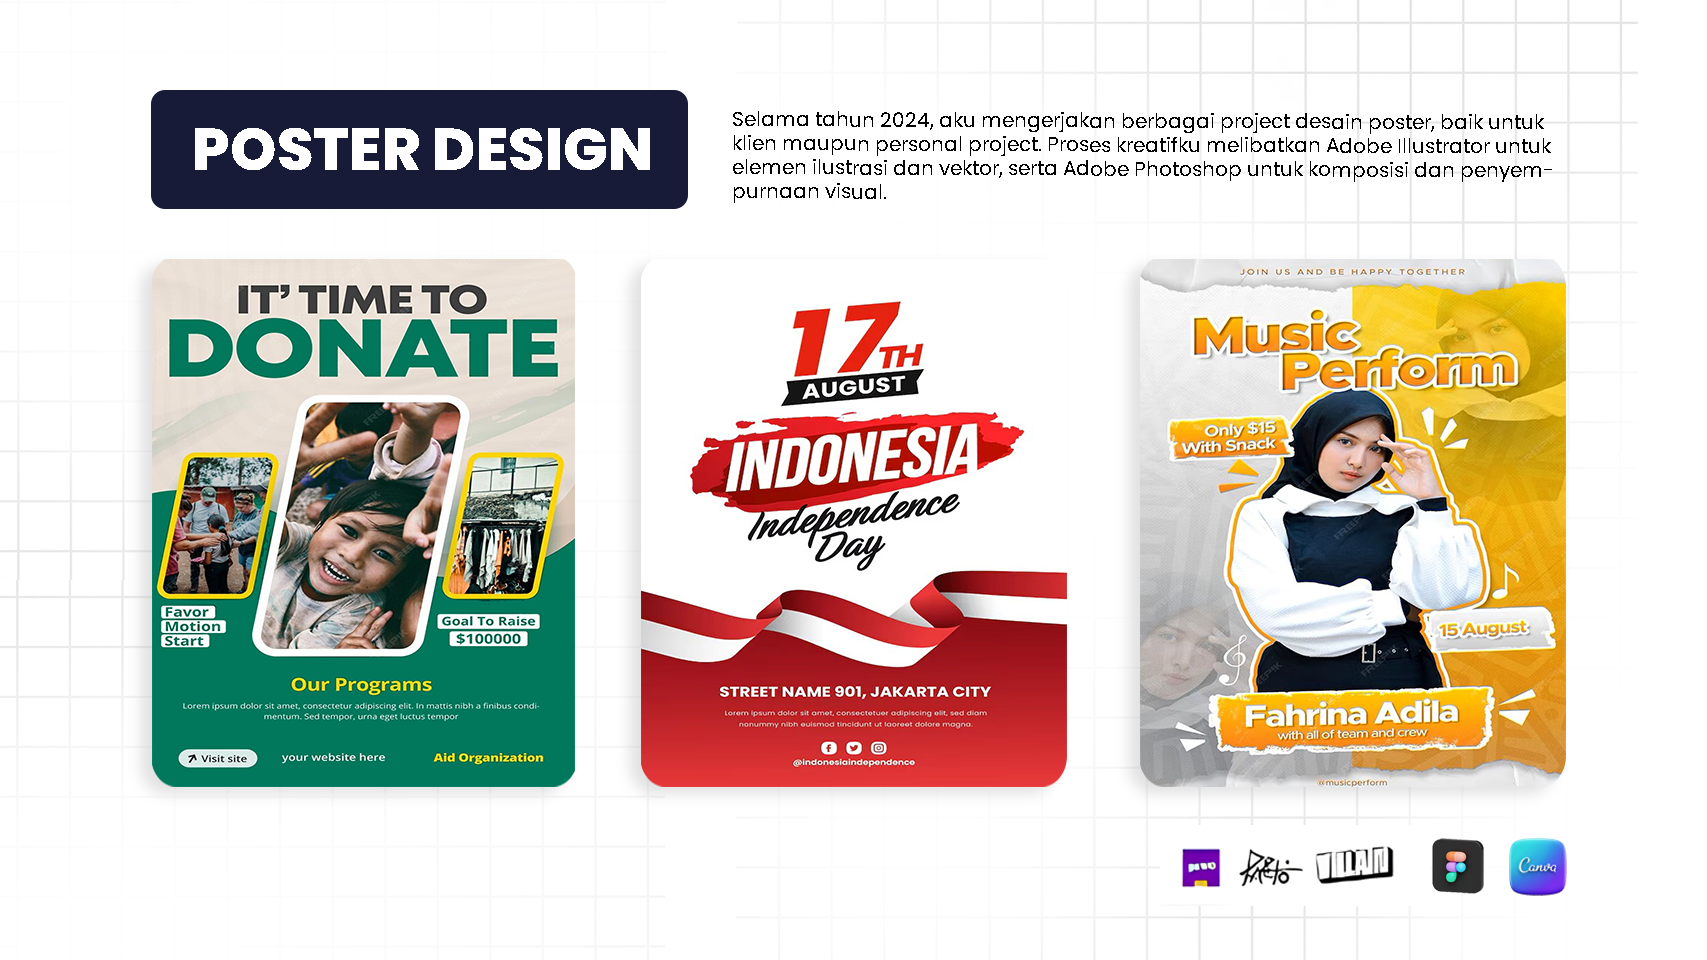 POSTER DESIGN
Selama tahun 2024, aku mengerjakan berbagai project desain poster, baik untuk
klien maupun personal project. Proses kreatifku melibatkan Adobe Illustrator untuk
elemen ilustrasi dan vektor, serta Adobe Photoshop untuk komposisi dan penyem-
purnaan visual.
IT' TIME TO
DONATE
Favor
Motion
Start
Goal To Raise
$100000
Our Programs
Lorem ipsum dolor sit amet, consectetur adipiscing elit. In mattis nibh a finibus condi-
mentum. Sed tempor, urna eget luctus tempor
Visit site
your website here
Aid Organization
17TH
AUGUST
INDONESIA
Independence
Day
STREET NAME 901, JAKARTA CITY
Lorem ipsum dolor sit amet, consectetuer adipiscing elit, sed diam
nonummy nibh euismod tincidunt ut laoreet dolore magna.
@indonesiaindependence
JOIN US AND BE HAPPY TOGETHER
Music
Perform
Only $15
With Snack
15 August
Fahrina Adila
with all of team and crew
@musicperform
VILLAIN
Canva